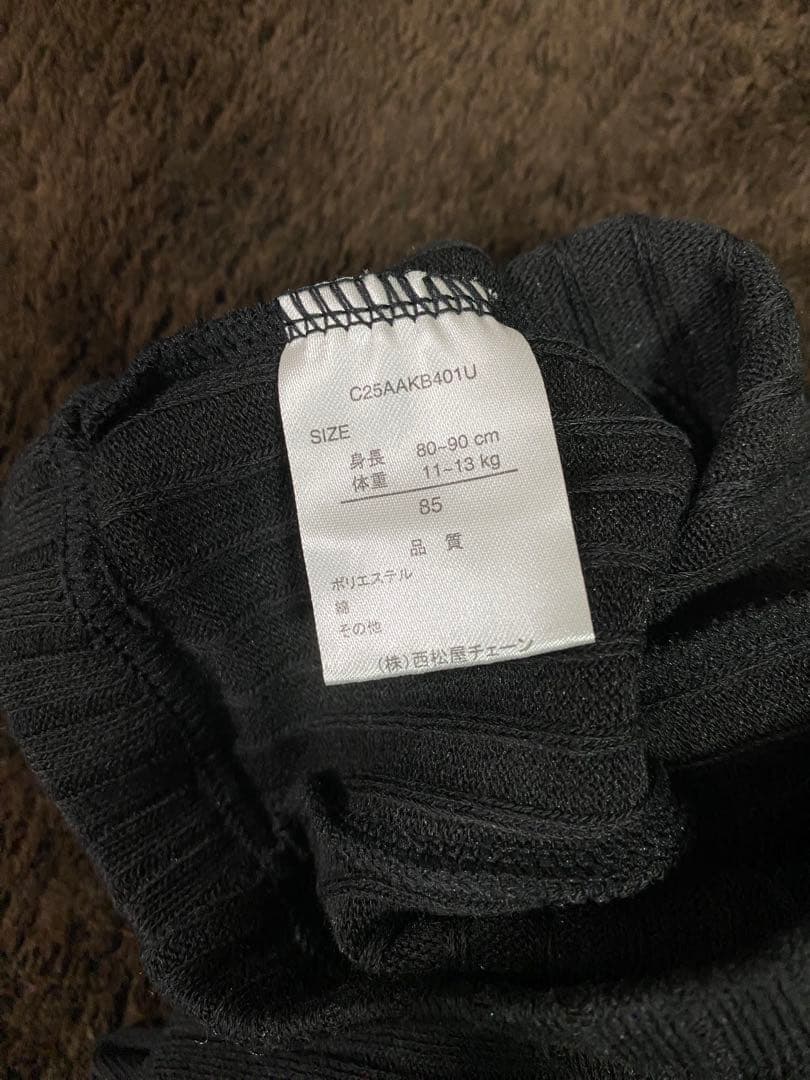 C25AAKB401U
SIZE
身長 80~90 cm
体重 11~13 kg
85
品質
ポリエステル
綿
その他
(株)西松屋チェーン